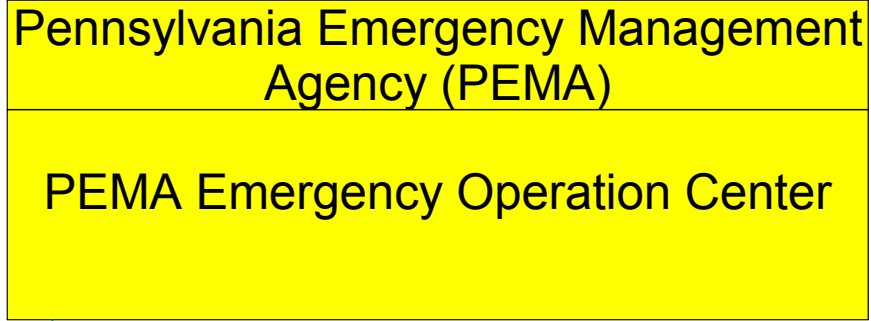 Pennsylvania Emergency Management
Agency (PEMA)
PEMA Emergency Operation Center